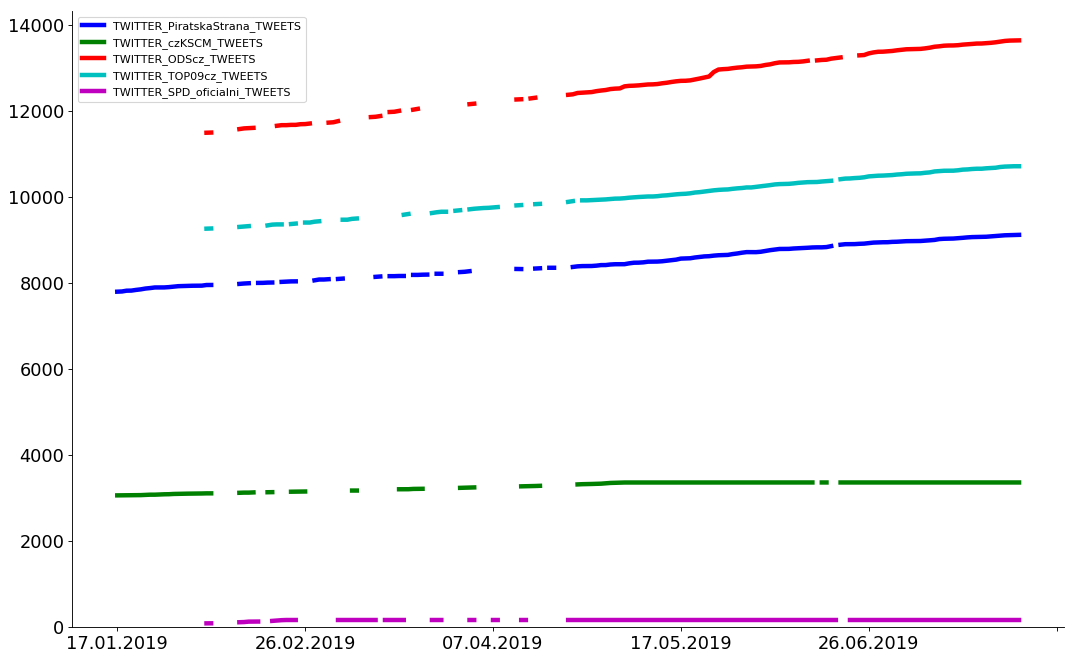 14000
12000
10000
8000
6000
4000
2000
0
TWITTER_PiratskaStrana_TWEETS
TWITTER_czKSCM_TWEETS
TWITTER_ODScz_TWEETS
TWITTER_TOP09cz_TWEETS
TWITTER_SPD_oficialni_TWEETS
17.01.2019 26.02.2019 07.04.2019 17.05.2019 26.06.2019